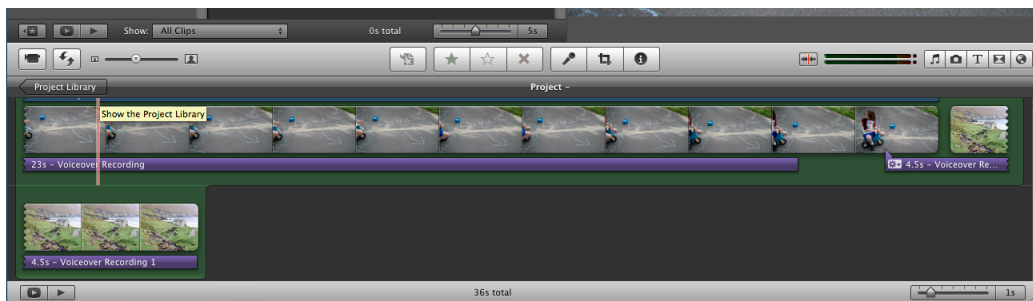 Show: All Clips 0s total 5s
T
Project Library Project –
Show the Project Library
23s – Voiceover Recording 4.5s – Voiceover Re...
4.5s – Voiceover Recording 1
36s total 1s